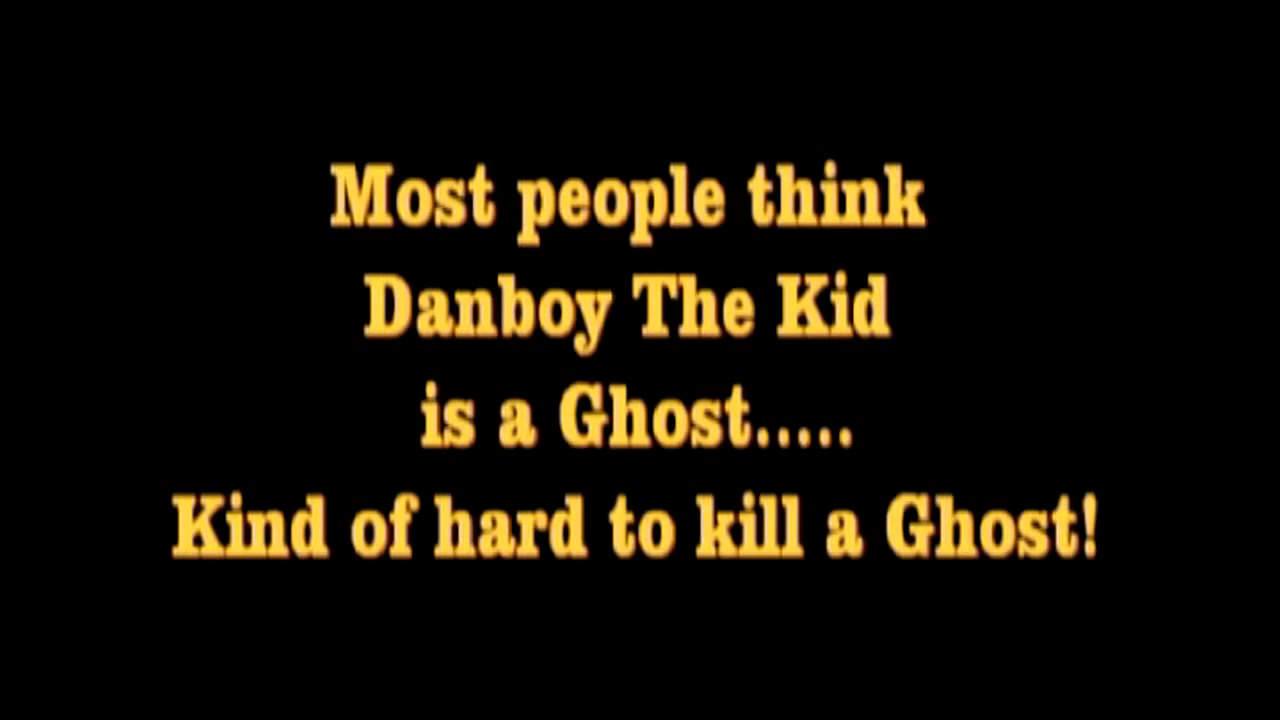 Most people think
Danboy The Kid
is a Ghost.....
Kind of hard to kill a Ghost!